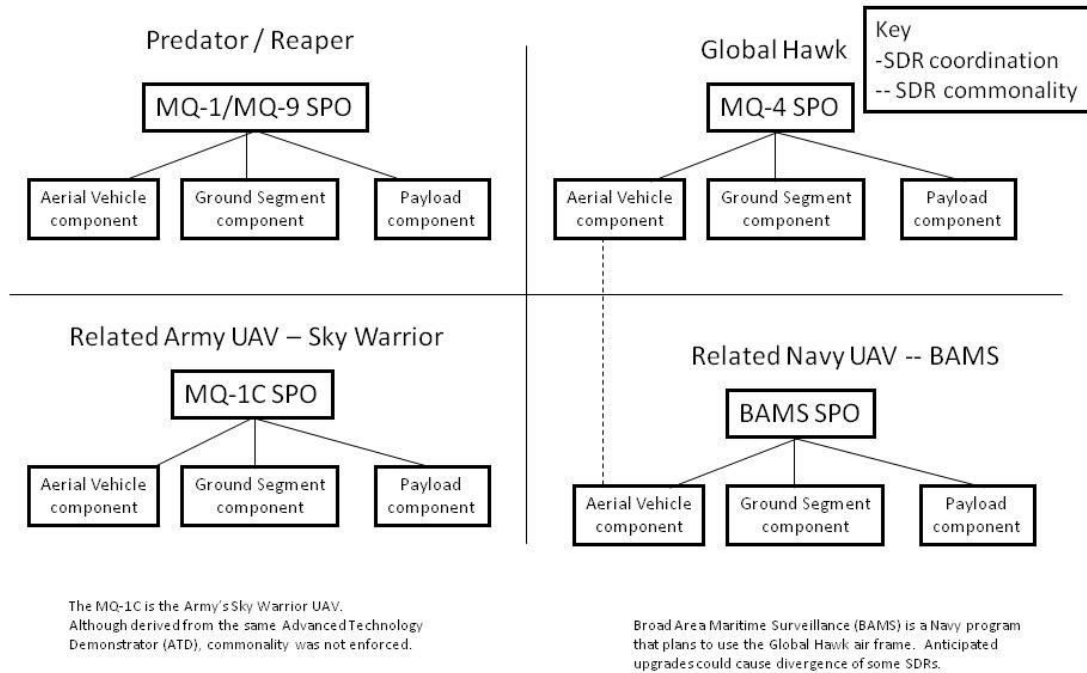 Predator / Reaper
MQ-1/MQ-9 SPO
Aerial Vehicle
component
Ground Segment
component
Payload
component
Global Hawk
MQ-4 SPO
Aerial Vehicle
component
Ground Segment
component
Payload
component
Key
-SDR coordination
-- SDR commonality
Related Army UAV – Sky Warrior
MQ-1C SPO
Aerial Vehicle
component
Ground Segment
component
Payload
component
Related Navy UAV -- BAMS
BAMS SPO
Aerial Vehicle
component
Ground Segment
component
Payload
component
The MQ-1C is the Army's Sky Warrior UAV.
Although derived from the same Advanced Technology
Demonstrator (ATD), commonality was not enforced.
Broad Area Maritime Surveillance (BAMS) is a Navy program
that plans to use the Global Hawk air frame.  Anticipated
upgrades could cause divergence of some SDRs.